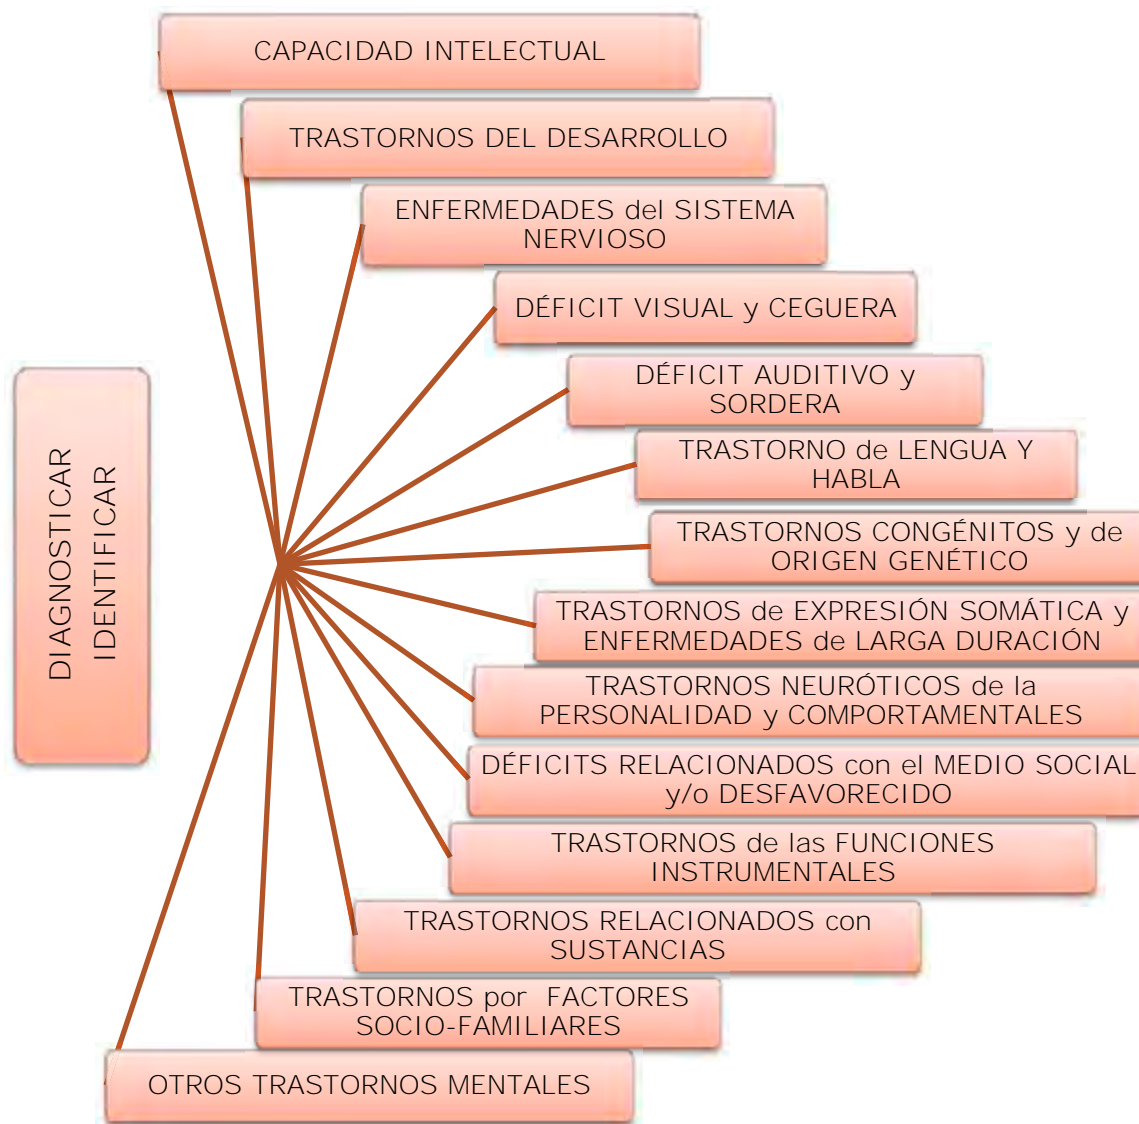 CAPACIDAD INTELECTUAL
TRASTORNOS DEL DESARROLLO
ENFERMEDADES del SISTEMA
NERVIOSO
DÉFICIT VISUAL y CEGUERA
DÉFICIT AUDITIVO y
SORDERA
TRASTORNO de LENGUA Y
HABLA
TRASTORNOS CONGÉNITOS y de
ORIGEN GENÉTICO
TRASTORNOS de EXPRESIÓN SOMÁTICA y
ENFERMEDADES de LARGA DURACIÓN
TRASTORNOS NEURÓTICOS de la
PERSONALIDAD y COMPORTAMENTALES
DÉFICITS RELACIONADOS con el MEDIO SOCIAL
y/o DESFAVORECIDO
TRASTORNOS de las FUNCIONES
INSTRUMENTALES
TRASTORNOS RELACIONADOS con
SUSTANCIAS
TRASTORNOS por FACTORES
SOCIO-FAMILIARES
OTROS TRASTORNOS MENTALES
DIAGNOSTICAR
IDENTIFICAR